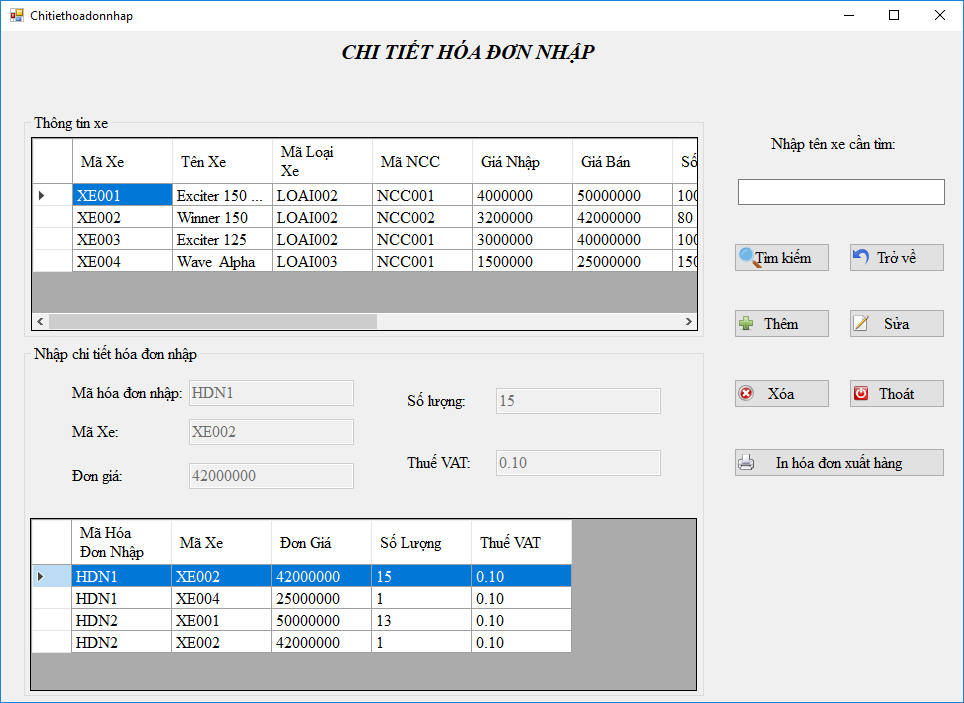 Chitiethoadonnhap
CHI TIẾT HÓA ĐƠN NHẬP
Thông tin xe
Mã Xe Tên Xe Mã Loại Xe Mã NCC Giá Nhập Giá Bán Số
XE001 Exciter 150 ... LOAI002 NCC001 4000000 50000000 100
XE002 Winner 150 LOAI002 NCC002 3200000 42000000 80
XE003 Exciter 125 LOAI002 NCC001 3000000 40000000 100
XE004 Wave Alpha LOAI003 NCC001 1500000 25000000 150
Nhập tên xe cần tìm:
Tìm kiếm Trở về
Thêm Sửa
Xóa Thoát
In hóa đơn xuất hàng
Nhập chi tiết hóa đơn nhập
Mã hóa đơn nhập: HDN1
Số lượng: 15
Mã Xe: XE002
Thuế VAT: 0.10
Đơn giá: 42000000
Mã Hóa Đơn Nhập Mã Xe Đơn Giá Số Lượng Thuế VAT
HDN1 XE002 42000000 15 0.10
HDN1 XE004 25000000 1 0.10
HDN2 XE001 50000000 13 0.10
HDN2 XE002 42000000 1 0.10